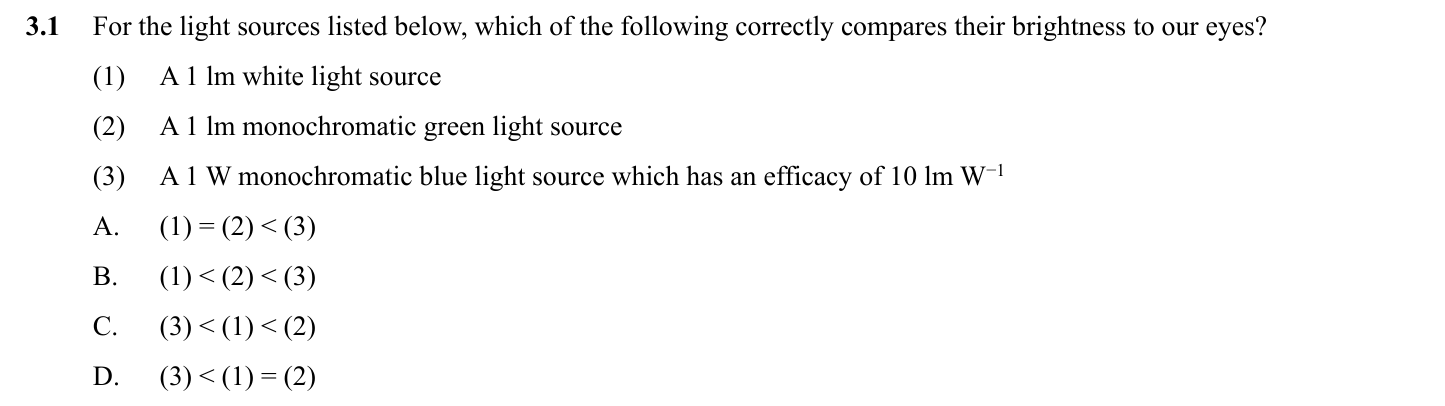 3.1 For the light sources listed below, which of the following correctly compares their brightness to our eyes?
(1) A 1 lm white light source
(2) A 1 lm monochromatic green light source
(3) A 1 W monochromatic blue light source which has an efficacy of 10 lm W⁻¹
A. (1) = (2) < (3)
B. (1) < (2) < (3)
C. (3) < (1) < (2)
D. (3) < (1) = (2)